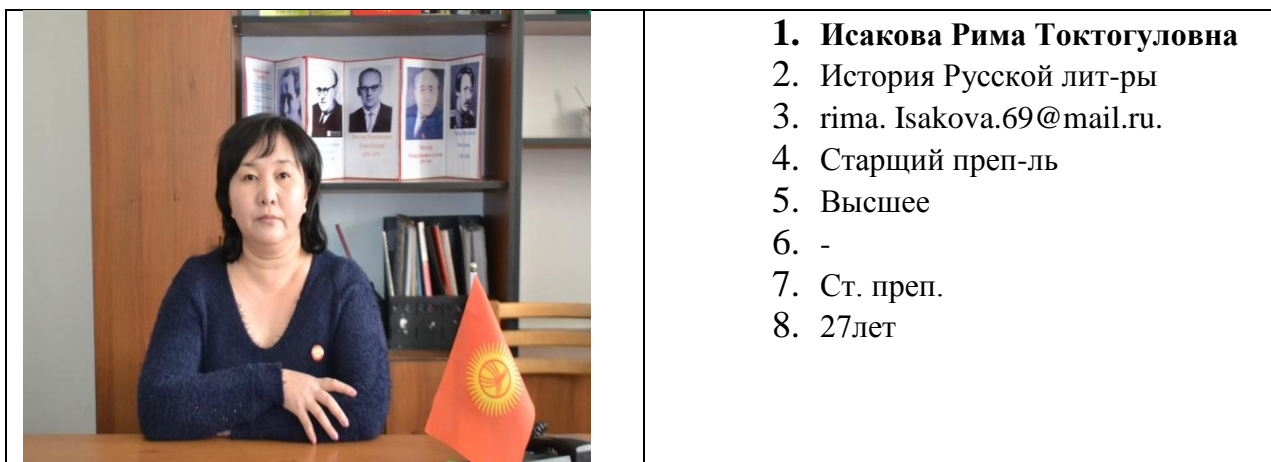 1. Исакова Рима Токтогуловна
2. История Русской лит-ры
3. rima. Isakova.69@mail.ru.
4. Старщий преп-ль
5. Высшее
6. -
7. Ст. преп.
8. 27лет